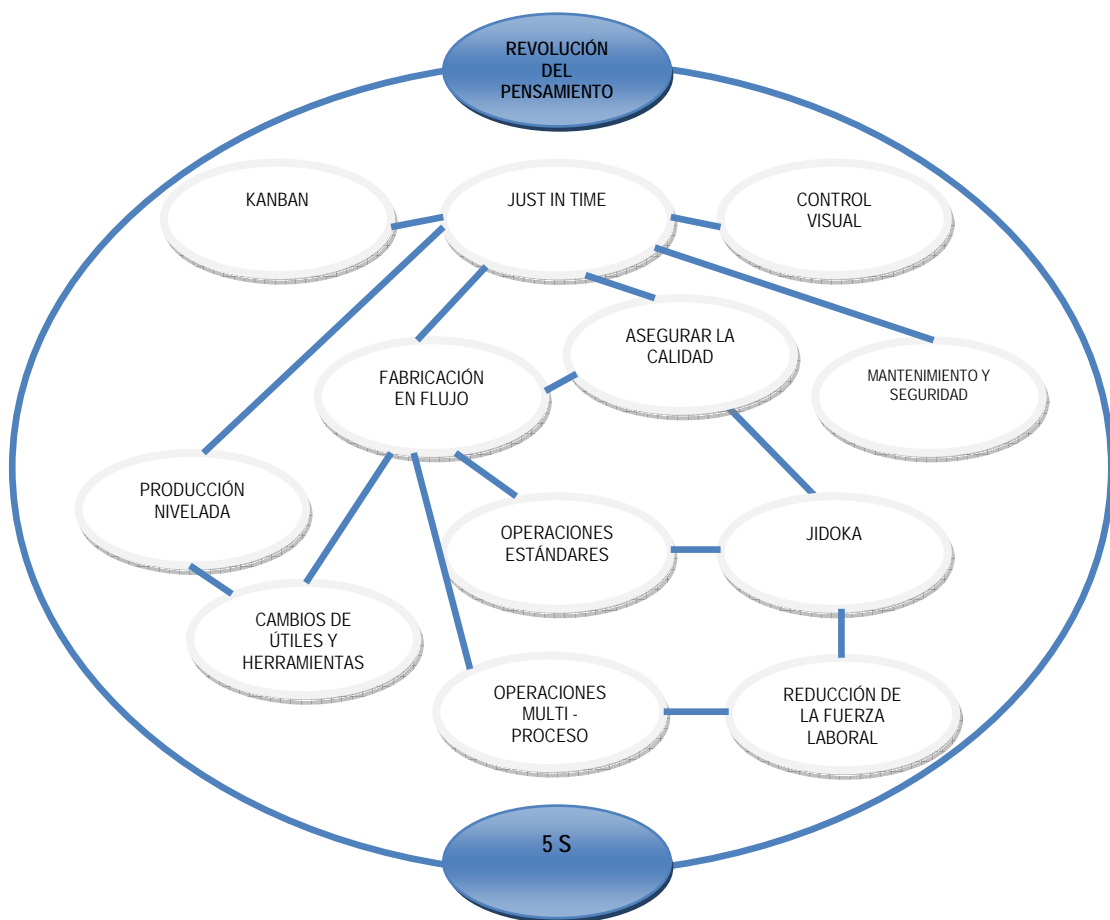 REVOLUCIÓN
DEL
PENSAMIENTO
KANBAN
JUST IN TIME
CONTROL
VISUAL
ASEGURAR LA
CALIDAD
FABRICACIÓN
EN FLUJO
MANTENIMIENTO Y
SEGURIDAD
PRODUCCIÓN
NIVELADA
OPERACIONES
ESTÁNDARES
JIDOKA
CAMBIOS DE
ÚTILES Y
HERRAMIENTAS
OPERACIONES
MULTI -
PROCESO
REDUCCIÓN DE
LA FUERZA
LABORAL
5 S